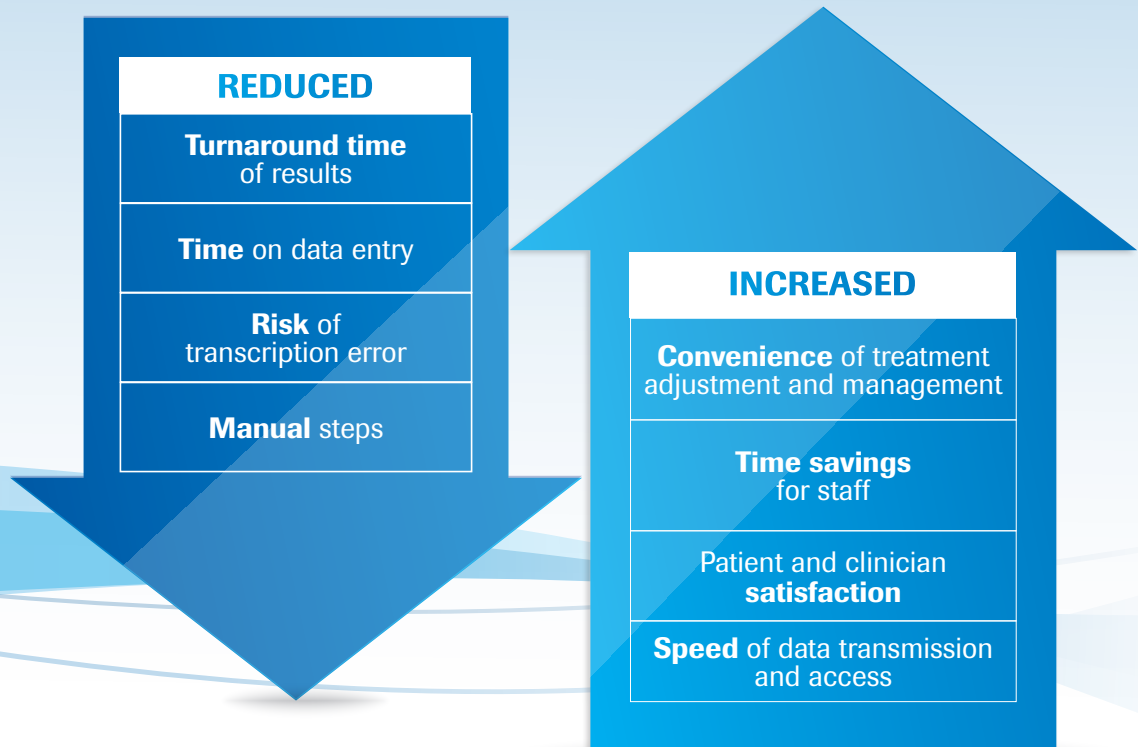 REDUCED
Turnaround time
of results
Time on data entry
Risk of
transcription error
Manual steps
INCREASED
Convenience of treatment
adjustment and management
Time savings
for staff
Patient and clinician
satisfaction
Speed of data transmission
and access